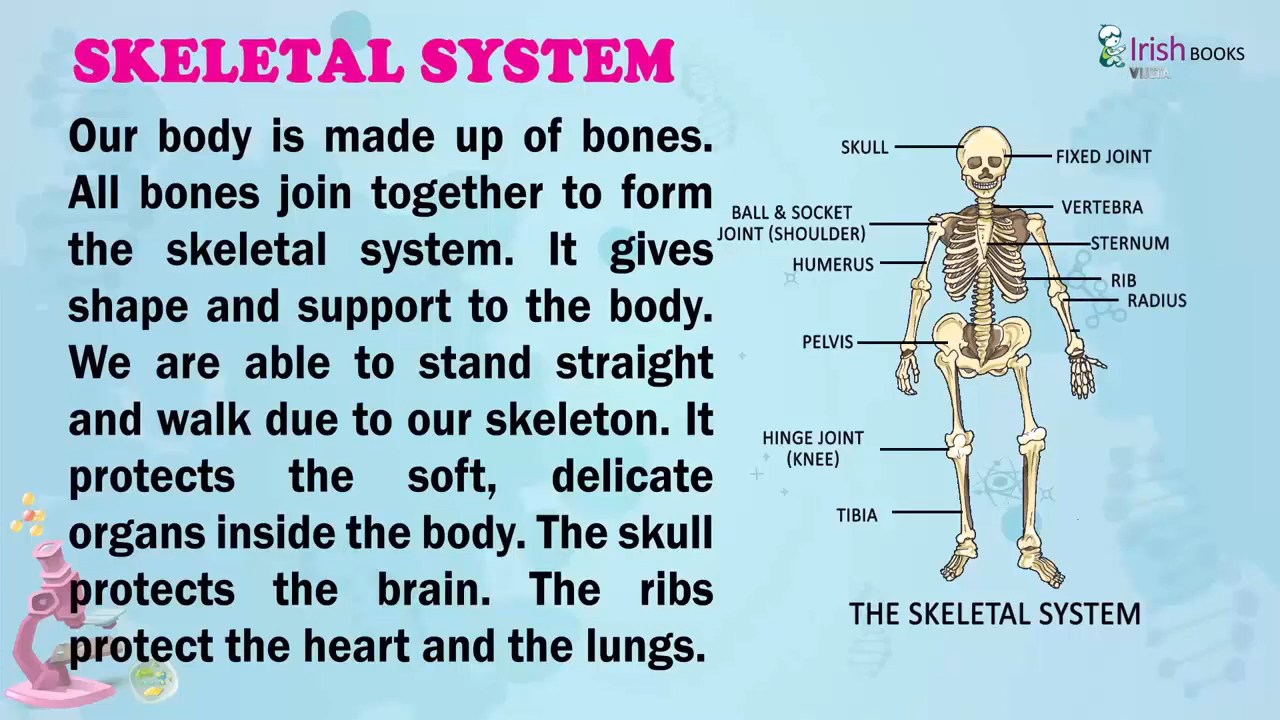 SKELETAL SYSTEM
Irish BOOKS
Our body is made up of bones.
All bones join together to form
the skeletal system. It gives
shape and support to the body.
We are able to stand straight
and walk due to our skeleton. It
protects the soft, delicate
organs inside the body. The skull
protects the brain. The ribs
protect the heart and the lungs.
SKULL
FIXED JOINT
VERTEBRA
BALL & SOCKET
JOINT (SHOULDER)
STERNUM
HUMERUS
RIB
RADIUS
PELVIS
HINGE JOINT
(KNEE)
TIBIA
THE SKELETAL SYSTEM